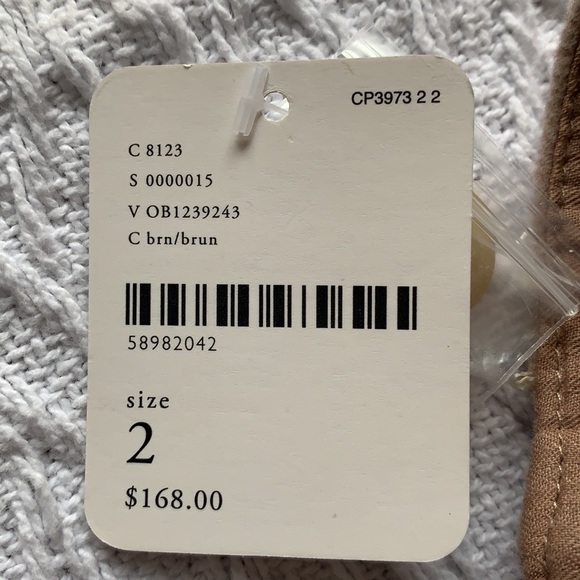 CP3973 2 2
C 8123
S 0000015
V OB1239243
C brn/brun
58982042
size
2
$168.00